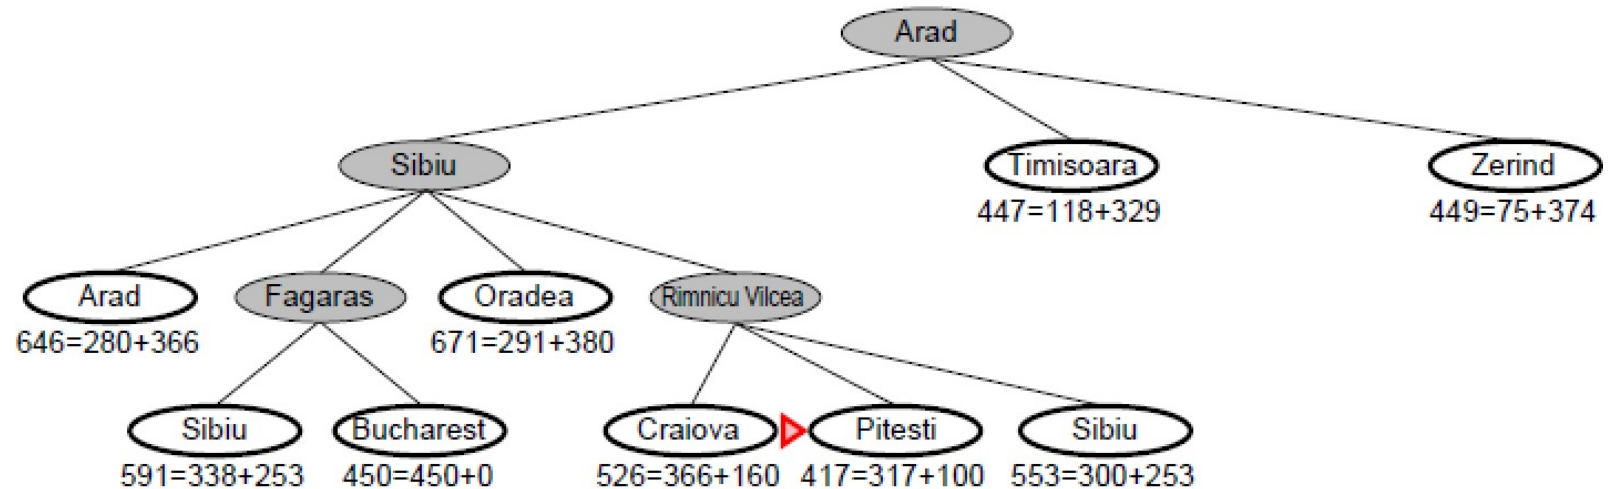 Arad
Sibiu
Timisoara
Zerind
447=118+329
449=75+374
Arad
Fagaras
Oradea
Rimnicu Vilcea
646=280+366
671=291+380
Sibiu
Bucharest
Craiova
Pitesti
Sibiu
591=338+253
450=450+0
526=366+160
417=317+100
553=300+253